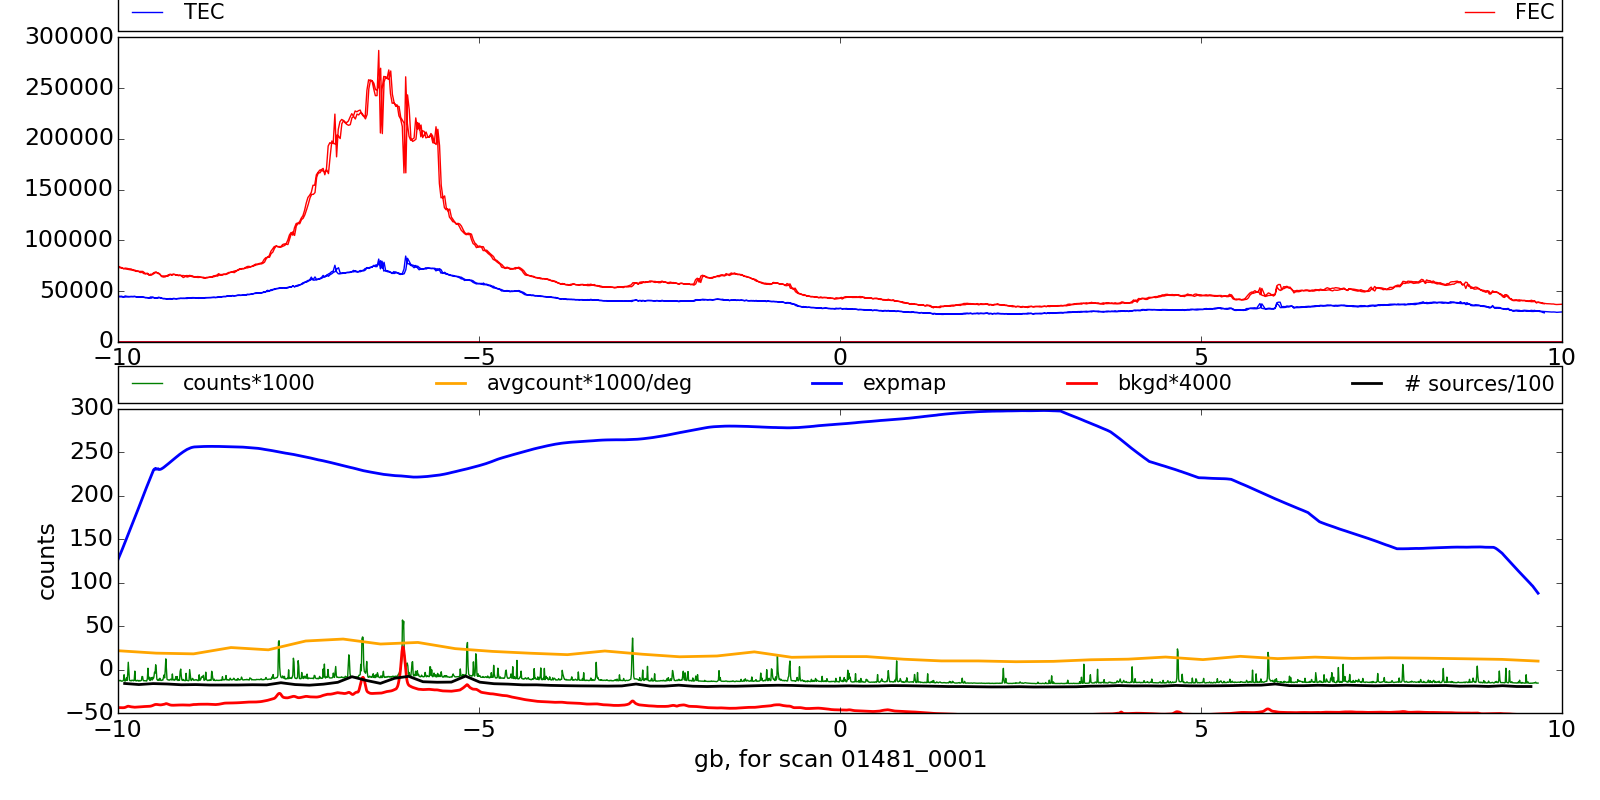 TEC FEC
300000
250000
200000
150000
100000
50000
0
−10 −5 0 5 10
counts*1000 avgcount*1000/deg expmap bkgd*4000 # sources/100
300
250
200
150
100
50
0
−50
counts
−10 −5 0 5 10
gb, for scan 01481_0001